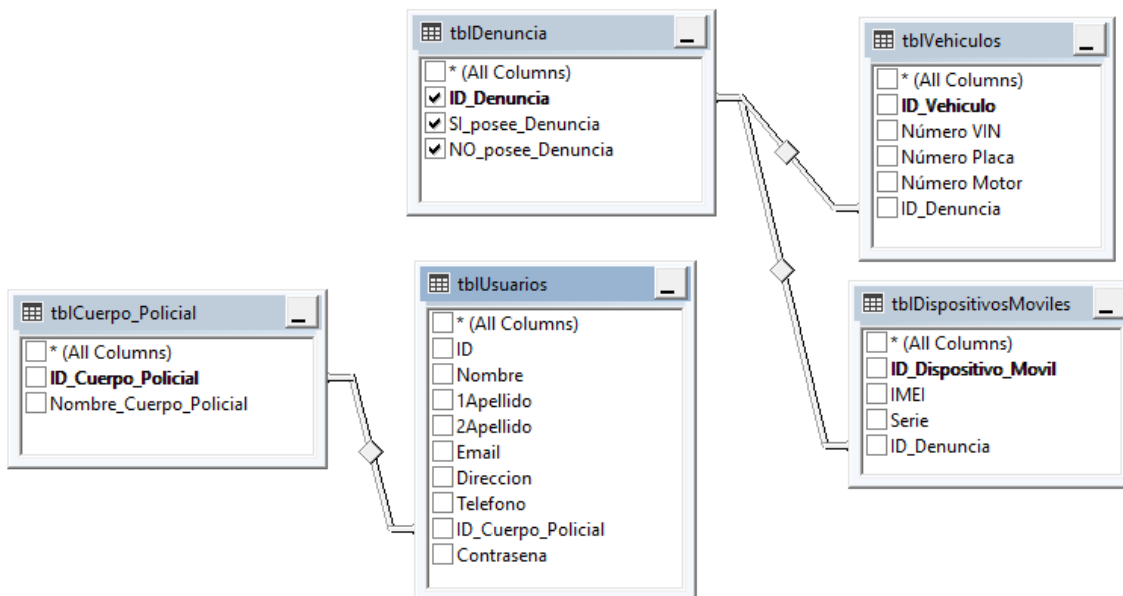 tblDenuncia
* (All Columns)
ID_Denuncia
SI_posee_Denuncia
NO_posee_Denuncia
tblVehiculos
* (All Columns)
ID_Vehiculo
Número VIN
Número Placa
Número Motor
ID_Denuncia
tblCuerpo_Policial
* (All Columns)
ID_Cuerpo_Policial
Nombre_Cuerpo_Policial
tblUsuarios
* (All Columns)
ID
Nombre
1Apellido
2Apellido
Email
Direccion
Telefono
ID_Cuerpo_Policial
Contrasena
tblDispositivosMoviles
* (All Columns)
ID_Dispositivo_Movil
IMEI
Serie
ID_Denuncia